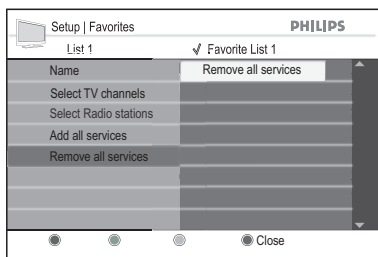 Setup | Favorites PHILIPS
List 1 √ Favorite List 1
Name Remove all services
Select TV channels
Select Radio stations
Add all services
Remove all services
Close